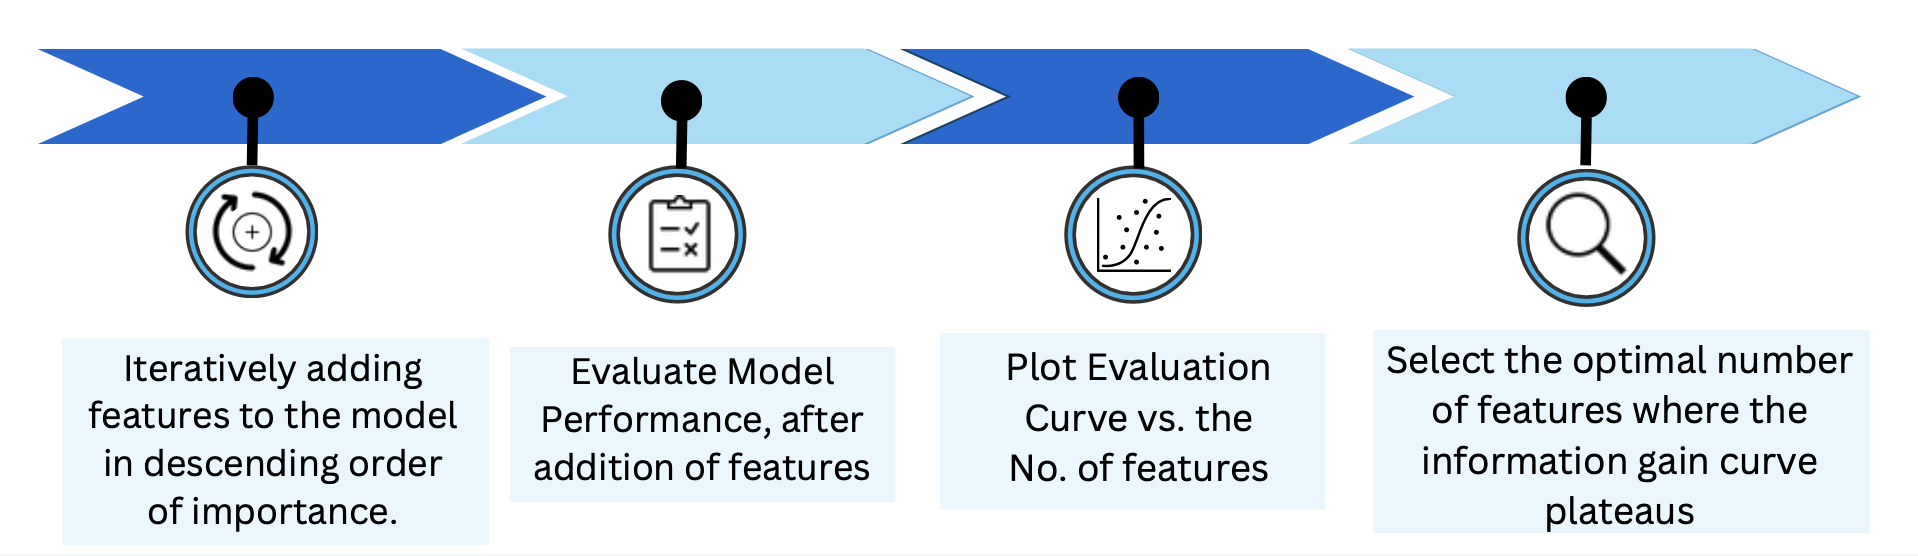 Iteratively adding
features to the model
in descending order
of importance.
Evaluate Model
Performance, after
addition of features
Plot Evaluation
Curve vs. the
No. of features
Select the optimal number
of features where the
information gain curve
plateaus